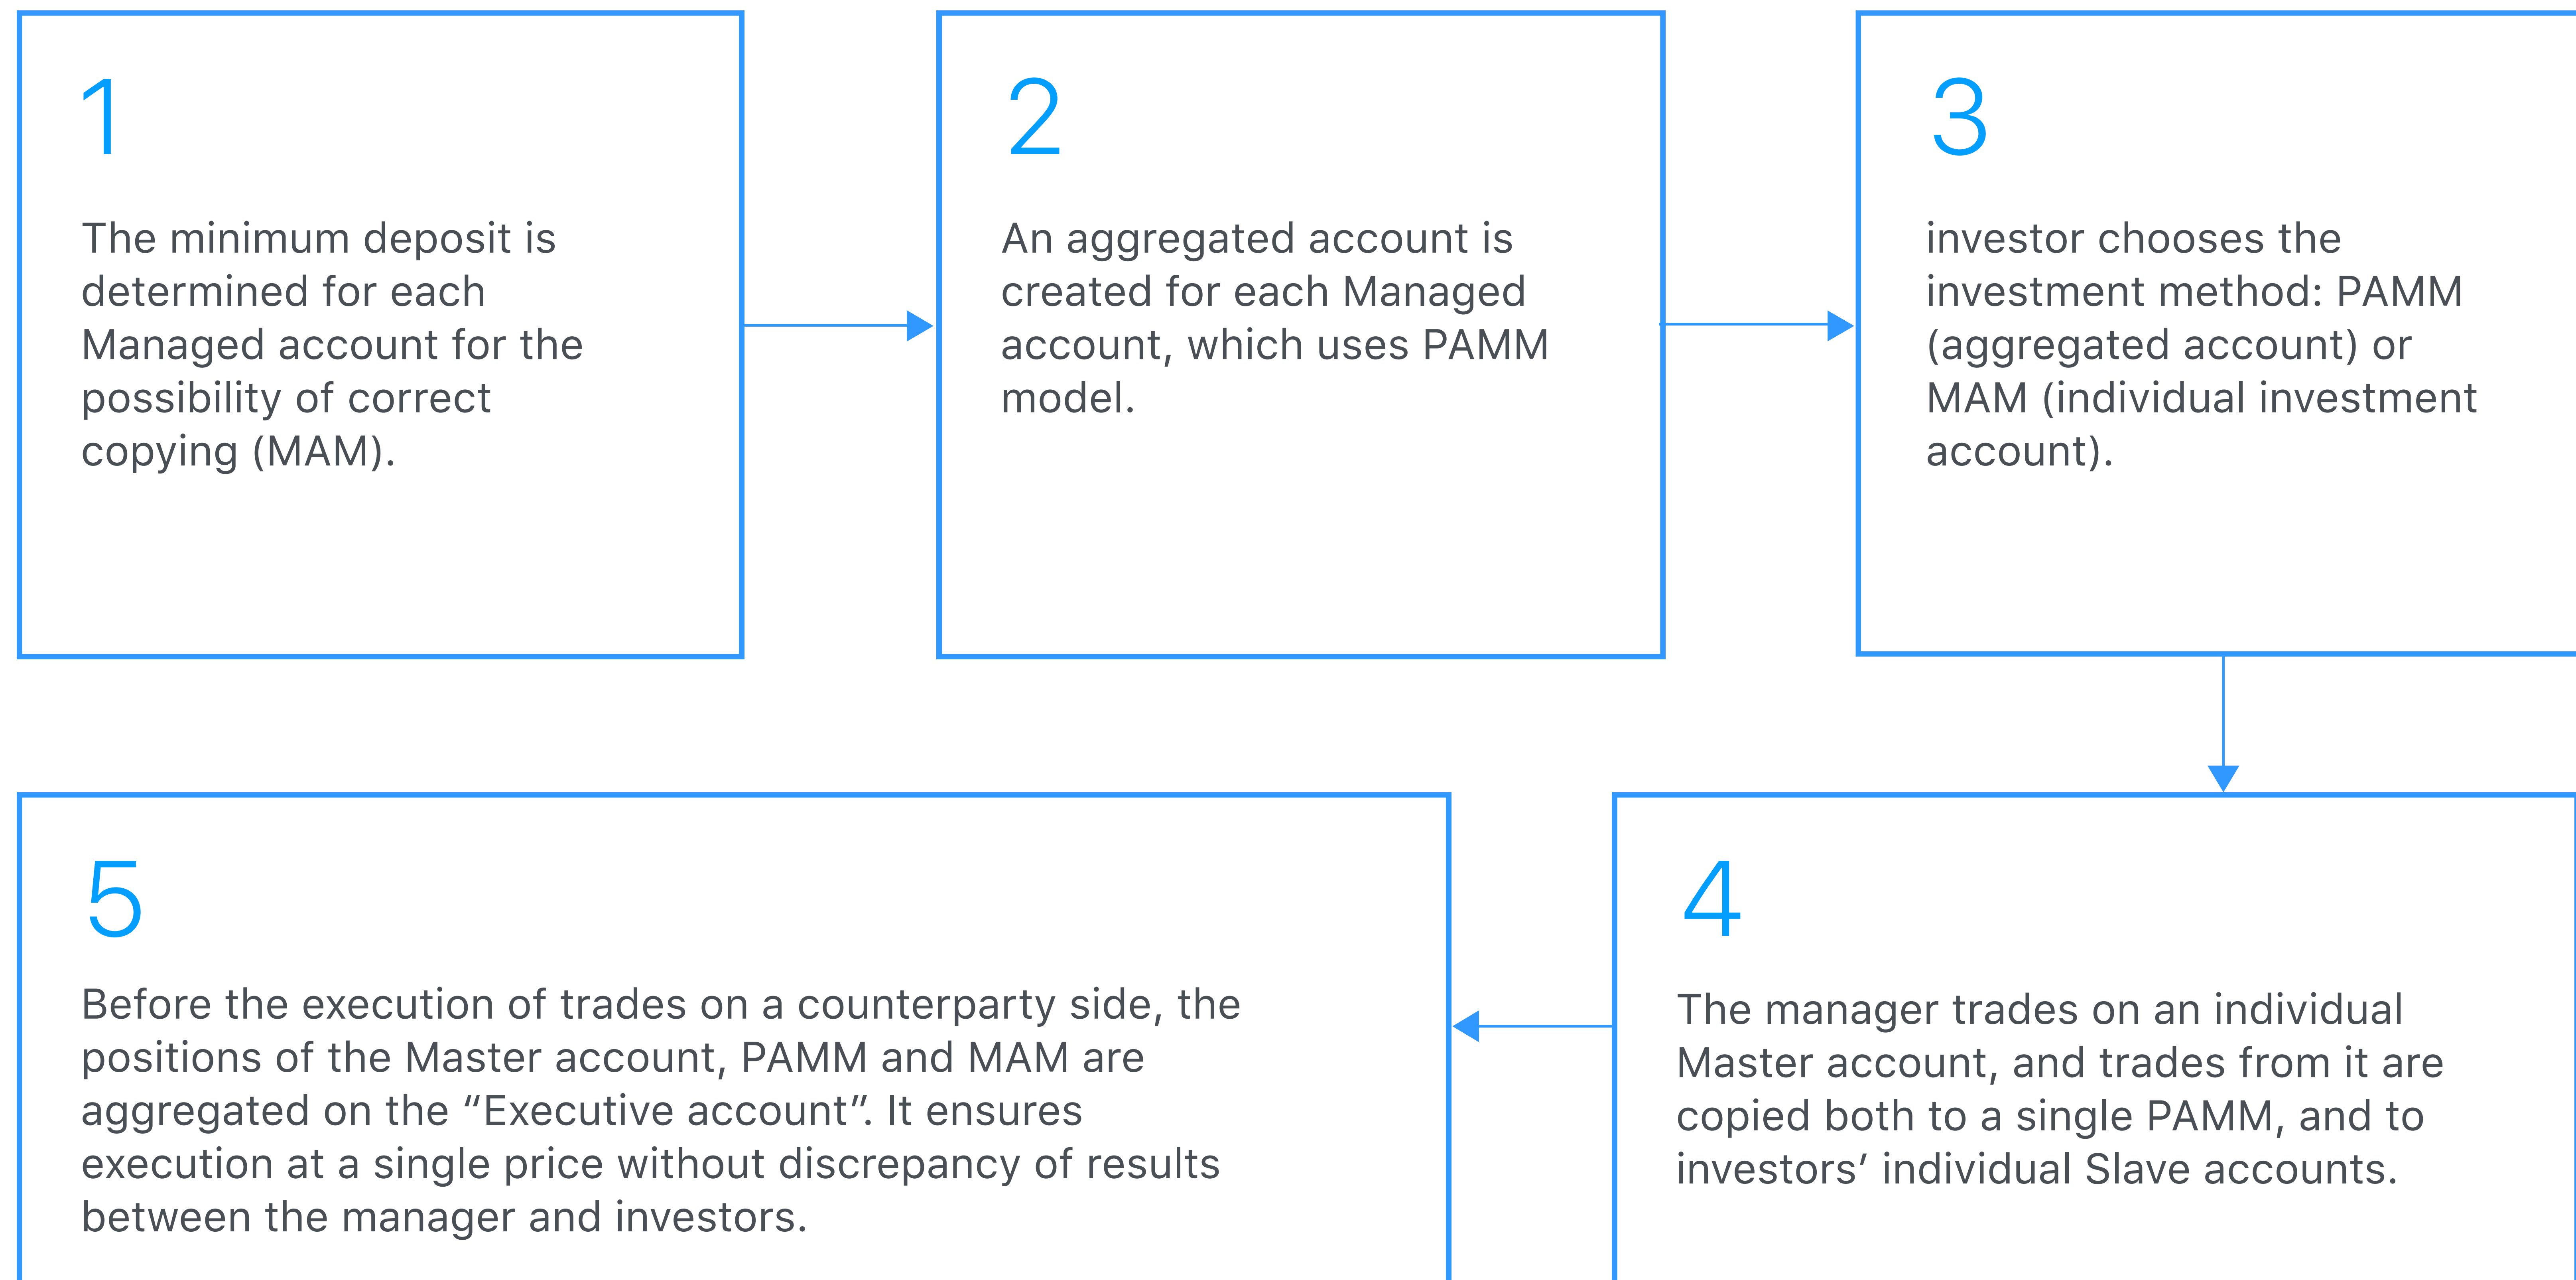 1
The minimum deposit is
determined for each
Managed account for the
possibility of correct
copying (MAM).
2
An aggregated account is
created for each Managed
account, which uses PAMM
model.
3
investor chooses the
investment method: PAMM
(aggregated account) or
MAM (individual investment
account).
4
The manager trades on an individual
Master account, and trades from it are
copied both to a single PAMM, and to
investors’ individual Slave accounts.
5
Before the execution of trades on a counterparty side, the
positions of the Master account, PAMM and MAM are
aggregated on the “Executive account”. It ensures
execution at a single price without discrepancy of results
between the manager and investors.